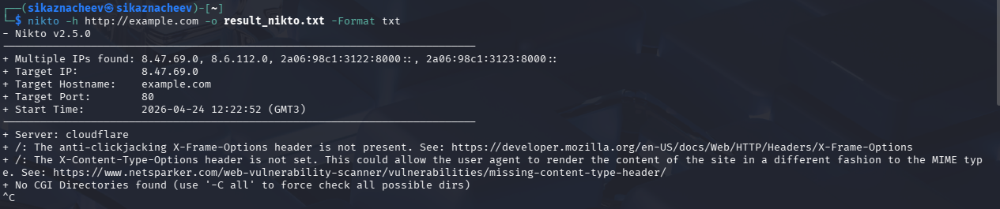 ┌──(sikaznacheev㉿sikaznacheev)-[~]
└─$ nikto -h http://example.com -o result_nikto.txt -Format txt
- Nikto v2.5.0
---------------------------------------------------------------------------
+ Multiple IPs found: 8.47.69.0, 8.6.112.0, 2a06:98c1:3122:8000::, 2a06:98c1:3123:8000::
+ Target IP:          8.47.69.0
+ Target Hostname:    example.com
+ Target Port:        80
+ Start Time:         2026-04-24 12:22:52 (GMT3)
---------------------------------------------------------------------------
+ Server: cloudflare
+ /: The anti-clickjacking X-Frame-Options header is not present. See: https://developer.mozilla.org/en-US/docs/Web/HTTP/Headers/X-Frame-Options
+ /: The X-Content-Type-Options header is not set. This could allow the user agent to render the content of the site in a different fashion to the MIME typ
e. See: https://www.netsparker.com/web-vulnerability-scanner/vulnerabilities/missing-content-type-header/
+ No CGI Directories found (use '-C all' to force check all possible dirs)
^C